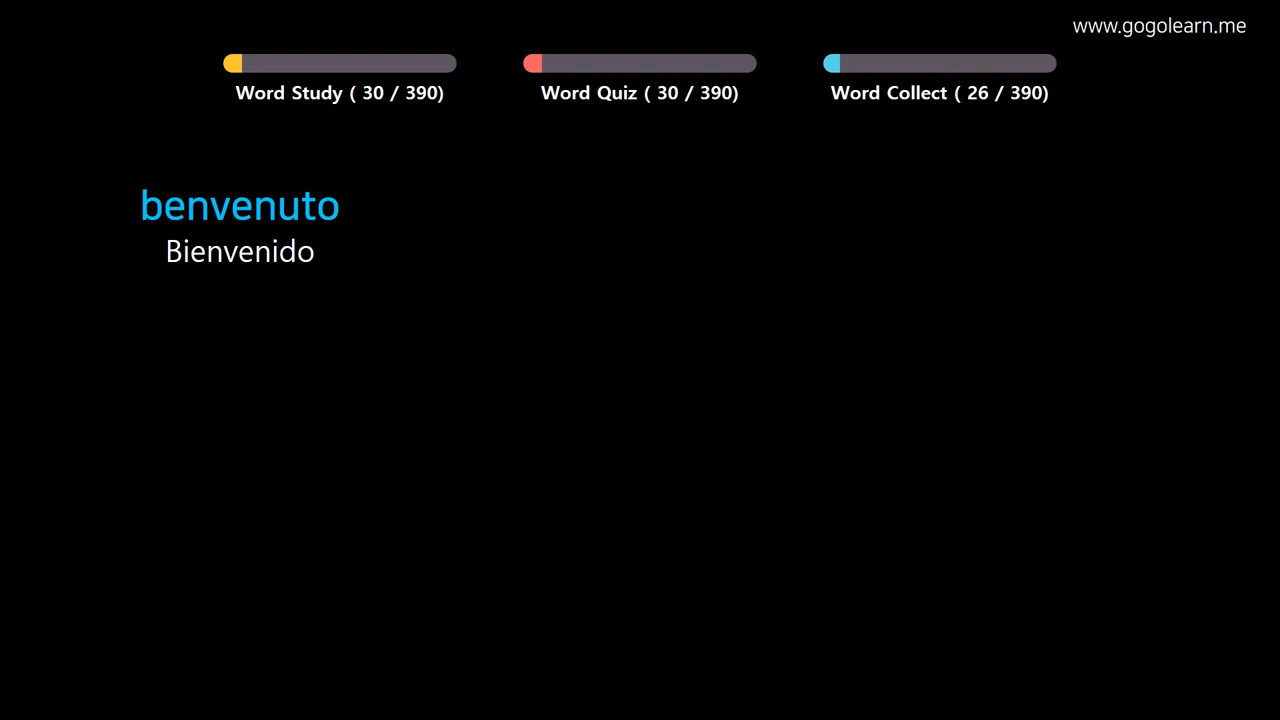 www.gogolearn.me
Word Study ( 30 / 390)
Word Quiz ( 30 / 390)
Word Collect ( 26 / 390)
benvenuto
Bienvenido